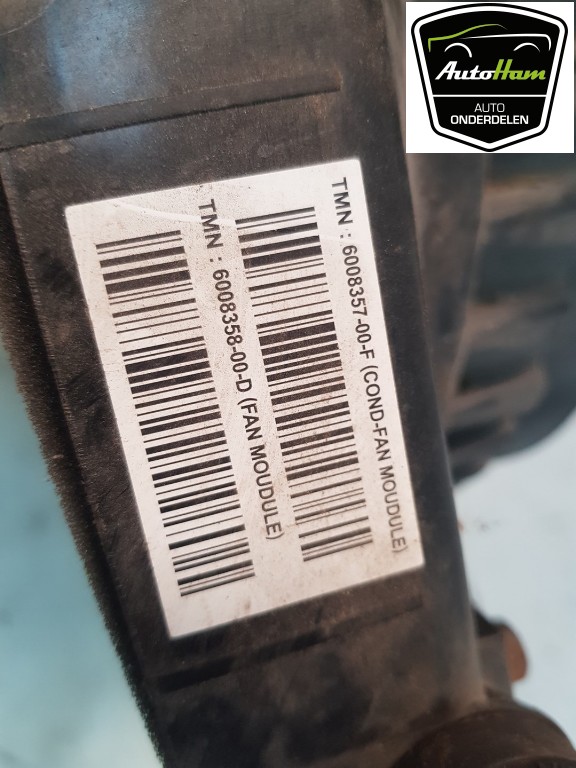 AutoHam
AUTO
ONDERDELEN
TMN : 6008357-00-F (COND-FAN MOUDULE)
TMN : 6008358-00-D (FAN MOUDULE)